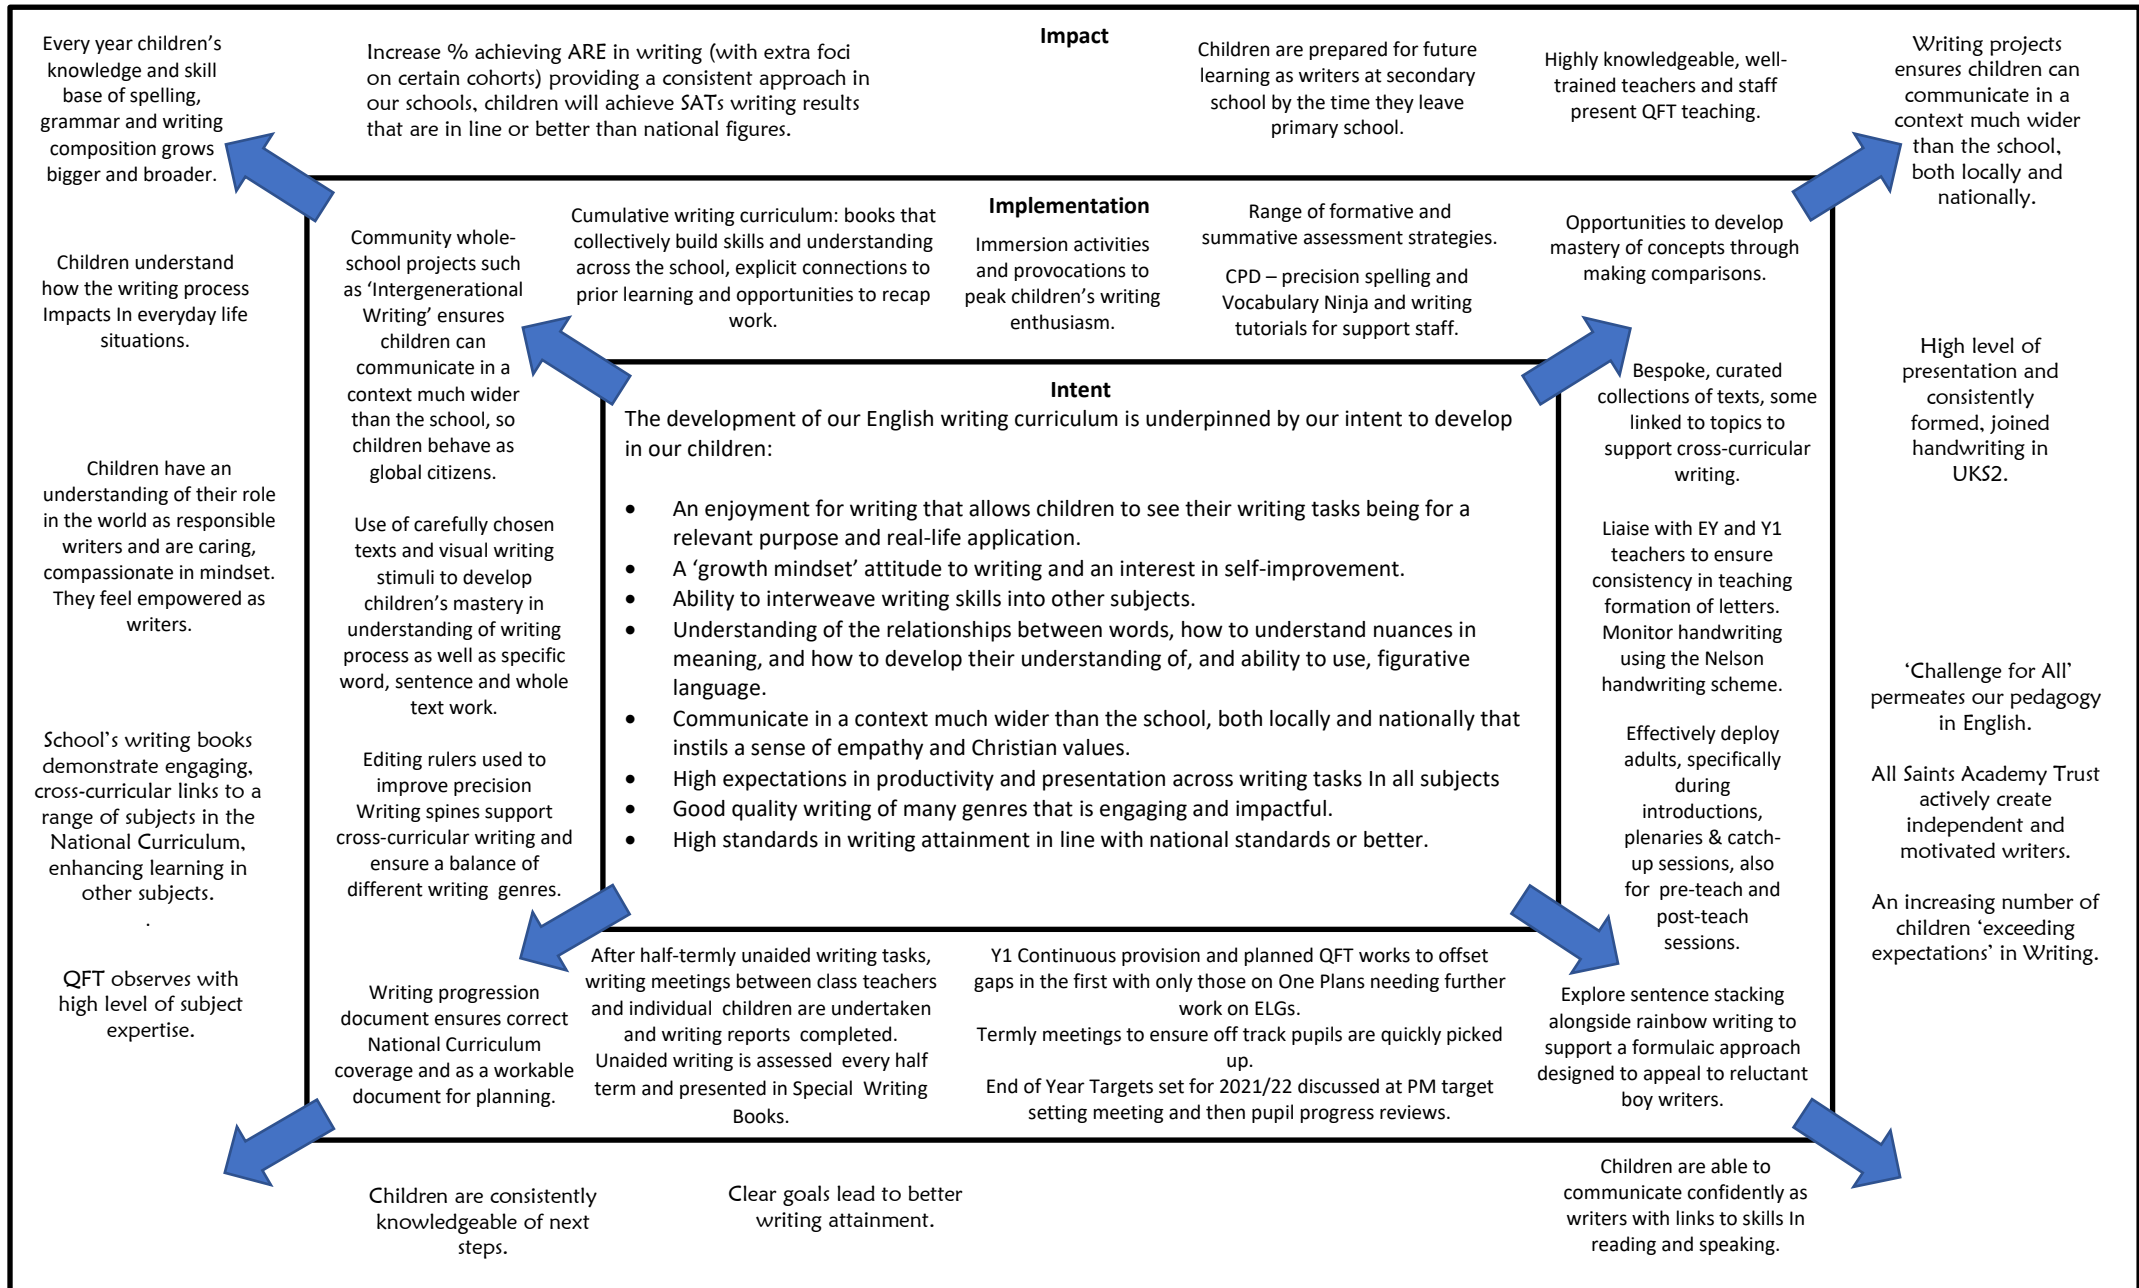 Impact
Every year children’s
knowledge and skill
base of spelling,
grammar and writing
composition grows
bigger and broader.
Increase % achieving ARE in writing (with extra foci
on certain cohorts) providing a consistent approach in
our schools, children will achieve SATs writing results
that are in line or better than national figures.
Children are prepared for future
learning as writers at secondary
school by the time they leave
primary school.
Highly knowledgeable, well-
trained teachers and staff
present QFT teaching.
Writing projects
ensures children can
communicate in a
context much wider
than the school,
both locally and
nationally.
Children understand
how the writing process
Impacts In everyday life
situations.
Children have an
understanding of their role
in the world as responsible
writers and are caring,
compassionate in mindset.
They feel empowered as
writers.
School’s writing books
demonstrate engaging,
cross-curricular links to a
range of subjects in the
National Curriculum,
enhancing learning in
other subjects.
.
QFT observes with
high level of subject
expertise.
Implementation
Community whole-
school projects such
as ‘Intergenerational
Writing’ ensures
children can
communicate in a
context much wider
than the school, so
children behave as
global citizens.
Use of carefully chosen
texts and visual writing
stimuli to develop
children’s mastery in
understanding of writing
process as well as specific
word, sentence and whole
text work.
Editing rulers used to
improve precision
Writing spines support
cross-curricular writing and
ensure a balance of
different writing genres.
Writing progression
document ensures correct
National Curriculum
coverage and as a workable
document for planning.
Cumulative writing curriculum: books that
collectively build skills and understanding
across the school, explicit connections to
prior learning and opportunities to recap
work.
Immersion activities
and provocations to
peak children’s writing
enthusiasm.
Range of formative and
summative assessment strategies.
CPD – precision spelling and
Vocabulary Ninja and writing
tutorials for support staff.
Opportunities to develop
mastery of concepts through
making comparisons.
Intent
The development of our English writing curriculum is underpinned by our intent to develop
in our children:
• An enjoyment for writing that allows children to see their writing tasks being for a
relevant purpose and real-life application.
• A ‘growth mindset’ attitude to writing and an interest in self-improvement.
• Ability to interweave writing skills into other subjects.
• Understanding of the relationships between words, how to understand nuances in
meaning, and how to develop their understanding of, and ability to use, figurative
language.
• Communicate in a context much wider than the school, both locally and nationally that
instils a sense of empathy and Christian values.
• High expectations in productivity and presentation across writing tasks In all subjects
• Good quality writing of many genres that is engaging and impactful.
• High standards in writing attainment in line with national standards or better.
Bespoke, curated
collections of texts, some
linked to topics to
support cross-curricular
writing.
Liaise with EY and Y1
teachers to ensure
consistency in teaching
formation of letters.
Monitor handwriting
using the Nelson
handwriting scheme.
Effectively deploy
adults, specifically
during
introductions,
plenaries & catch-
up sessions, also
for pre-teach and
post-teach
sessions.
Explore sentence stacking
alongside rainbow writing to
support a formulaic approach
designed to appeal to reluctant
boy writers.
After half-termly unaided writing tasks,
writing meetings between class teachers
and individual children are undertaken
and writing reports completed.
Unaided writing is assessed every half
term and presented in Special Writing
Books.
Y1 Continuous provision and planned QFT works to offset
gaps in the first with only those on One Plans needing further
work on ELGs.
Termly meetings to ensure off track pupils are quickly picked
up.
End of Year Targets set for 2021/22 discussed at PM target
setting meeting and then pupil progress reviews.
High level of
presentation and
consistently
formed, joined
handwriting in
UKS2.
‘Challenge for All’
permeates our pedagogy
in English.
All Saints Academy Trust
actively create
independent and
motivated writers.
An increasing number of
children ‘exceeding
expectations’ in Writing.
Children are consistently
knowledgeable of next
steps.
Clear goals lead to better
writing attainment.
Children are able to
communicate confidently as
writers with links to skills In
reading and speaking.